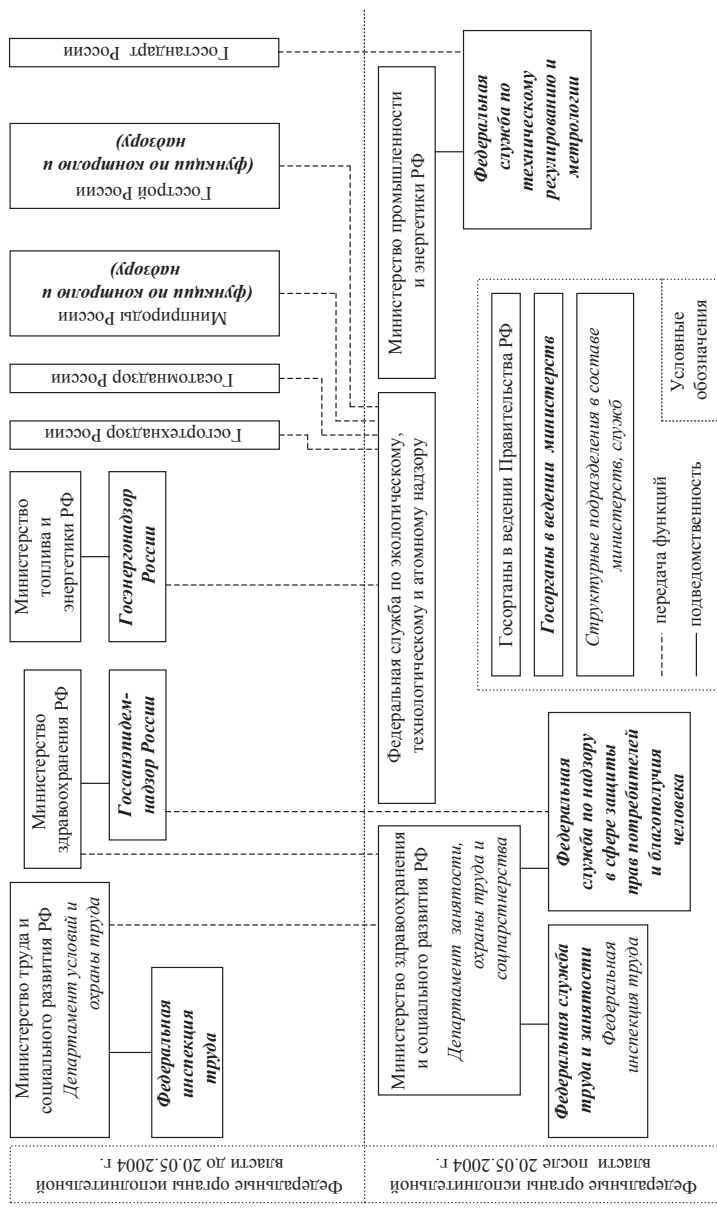 Федеральные органы исполнительной
власти до 20.05.2004 г.
Министерство труда и
социального развития РФ
Департамент условий и
охраны труда
Федеральная
инспекция
труда
Министерство
здравоохранения РФ
Госсанэпидем-
надзор России
Министерство
топлива и
энергетики РФ
Госэнергонадзор
России
Госгортехнадзор России
Госатомнадзор России
Минприроды России
(функции по контролю и
надзору)
Госстрой России
(функции по контролю и
надзору)
Госстандарт России
Федеральные органы исполнительной
власти после 20.05.2004 г.
Министерство здравоохранения
и социального развития РФ
Департамент занятости,
охраны труда и
соцпарстнерства
Федеральная служба
труда и занятости
Федеральная
инспекция труда
Федеральная
служба по надзору
в сфере защиты
прав потребителей
и благополучия
человека
Федеральная служба по экологическому,
технологическому и атомному надзору
Министерство промышленности
и энергетики РФ
Федеральная
служба по
техническому
регулированию и
метрологии
Госорганы в ведении Правительства РФ
Госорганы в ведении министерств
Структурные подразделения в составе
министерств, служб
передача функций
подведомственность
Условные
обозначения